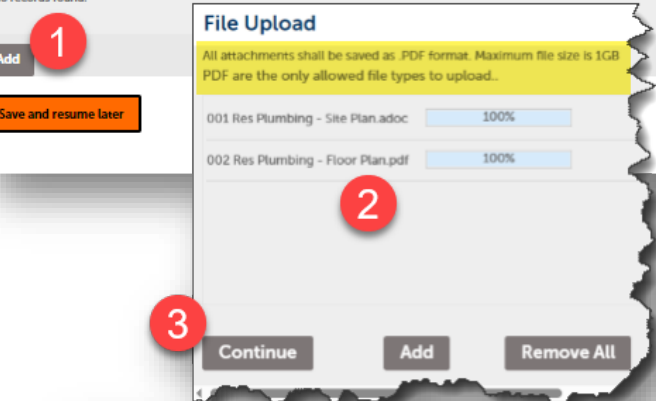 records found.
1
Add
Save and resume later
File Upload
All attachments shall be saved as .PDF format. Maximum file size is 1GB
PDF are the only allowed file types to upload..
001 Res Plumbing - Site Plan.adoc 100%
002 Res Plumbing - Floor Plan.pdf 100%
2
3
Continue Add Remove All